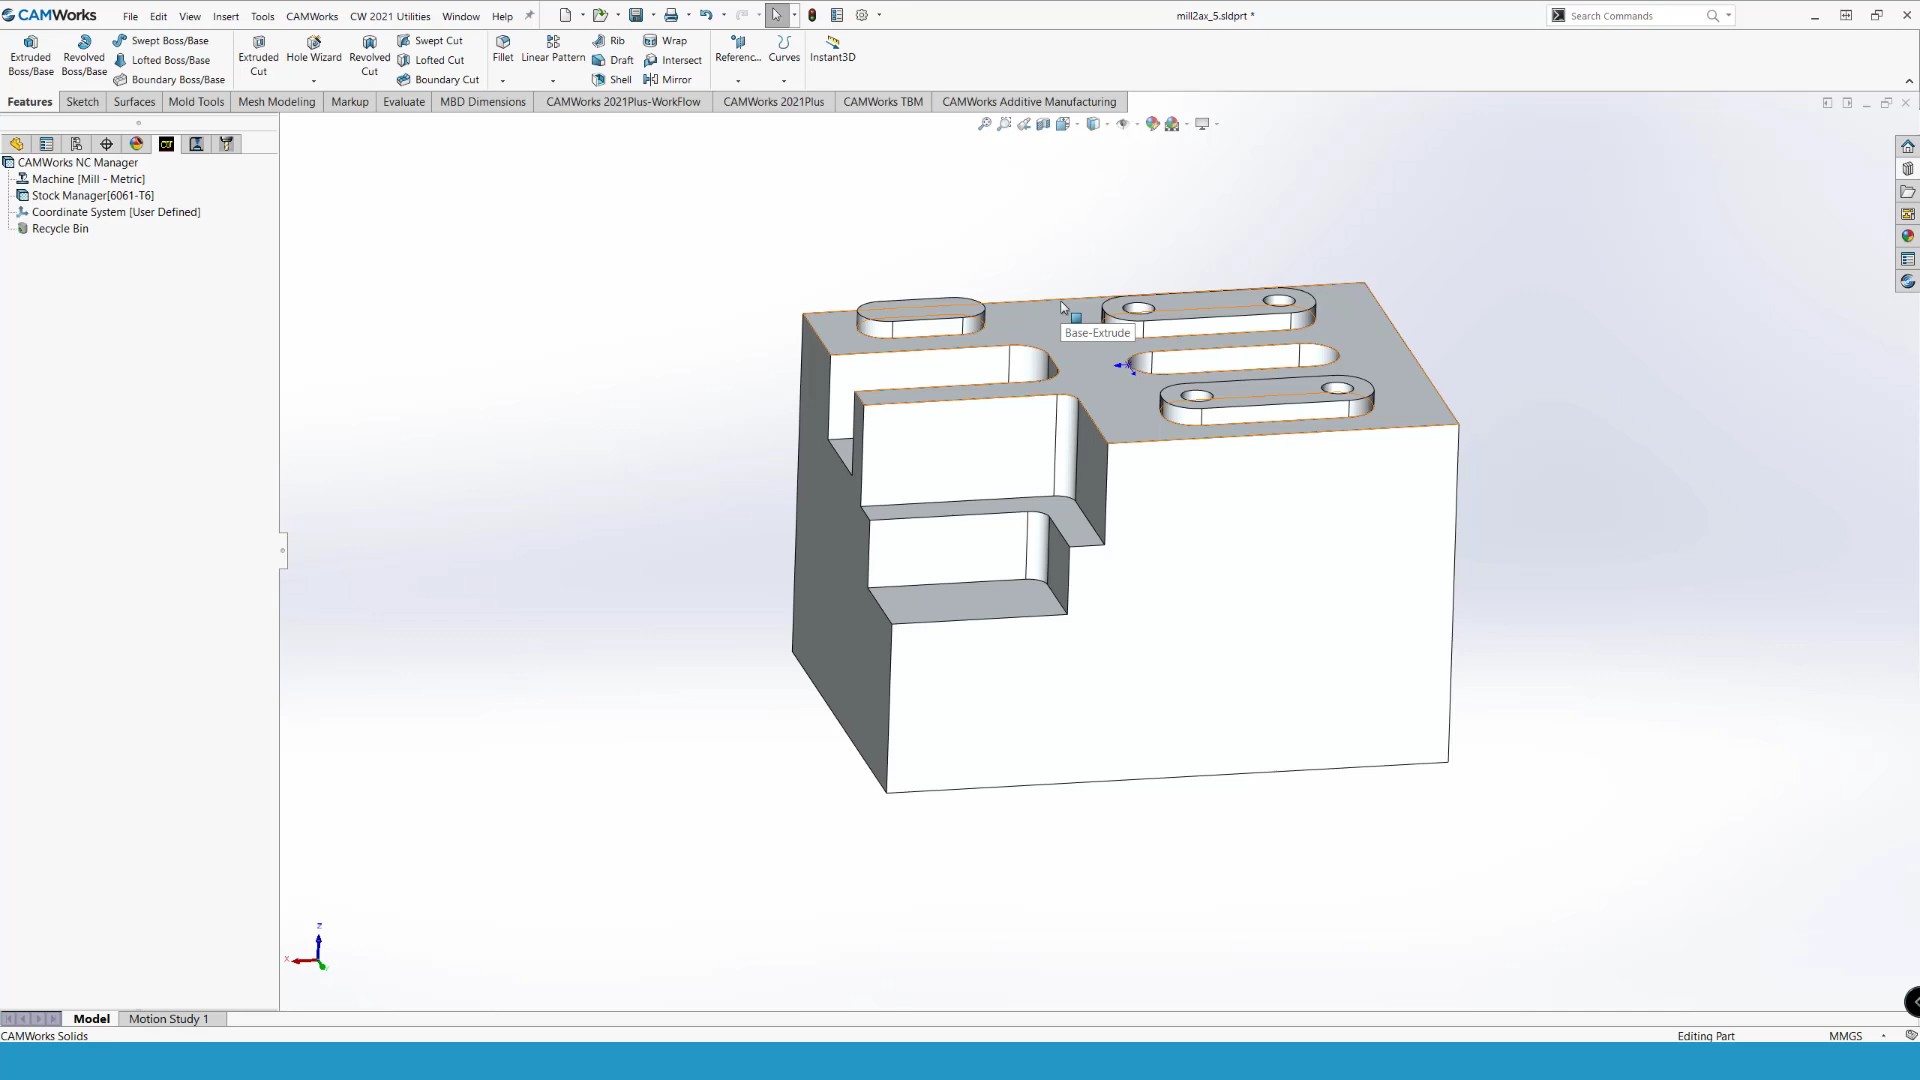 CAMWorks File Edit View Insert Tools CAMWorks CW 2021 Utilities Window Help mill2ax_5.sldprt * Search Commands
Extruded Boss/Base
Revolved Boss/Base
Swept Boss/Base
Lofted Boss/Base
Boundary Boss/Base
Extruded Cut
Hole Wizard
Revolved Cut
Swept Cut
Lofted Cut
Boundary Cut
Fillet
Linear Pattern
Rib
Draft
Shell
Wrap
Intersect
Mirror
Referenc...
Curves
Instant3D
Features Sketch Surfaces Mold Tools Mesh Modeling Markup Evaluate MBD Dimensions CAMWorks 2021Plus-WorkFlow CAMWorks 2021Plus CAMWorks TBM CAMWorks Additive Manufacturing
CAMWorks NC Manager
Machine [Mill - Metric]
Stock Manager[6061-T6]
Coordinate System [User Defined]
Recycle Bin
Base-Extrude
Z
X
Model Motion Study 1
CAMWorks Solids Editing Part MMGS